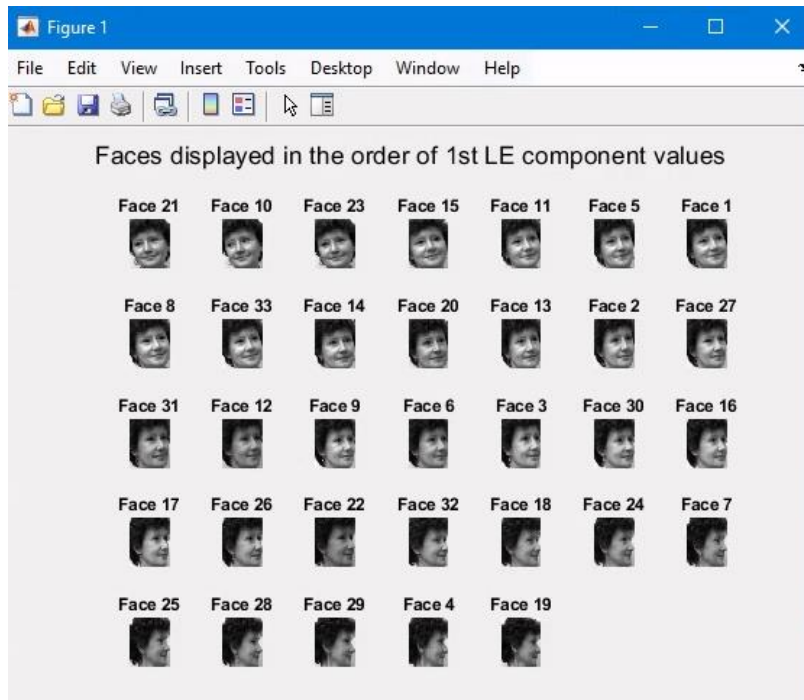 Figure 1
File Edit View Insert Tools Desktop Window Help
Faces displayed in the order of 1st LE component values
Face 21 Face 10 Face 23 Face 15 Face 11 Face 5 Face 1
Face 8 Face 33 Face 14 Face 20 Face 13 Face 2 Face 27
Face 31 Face 12 Face 9 Face 6 Face 3 Face 30 Face 16
Face 17 Face 26 Face 22 Face 32 Face 18 Face 24 Face 7
Face 25 Face 28 Face 29 Face 4 Face 19